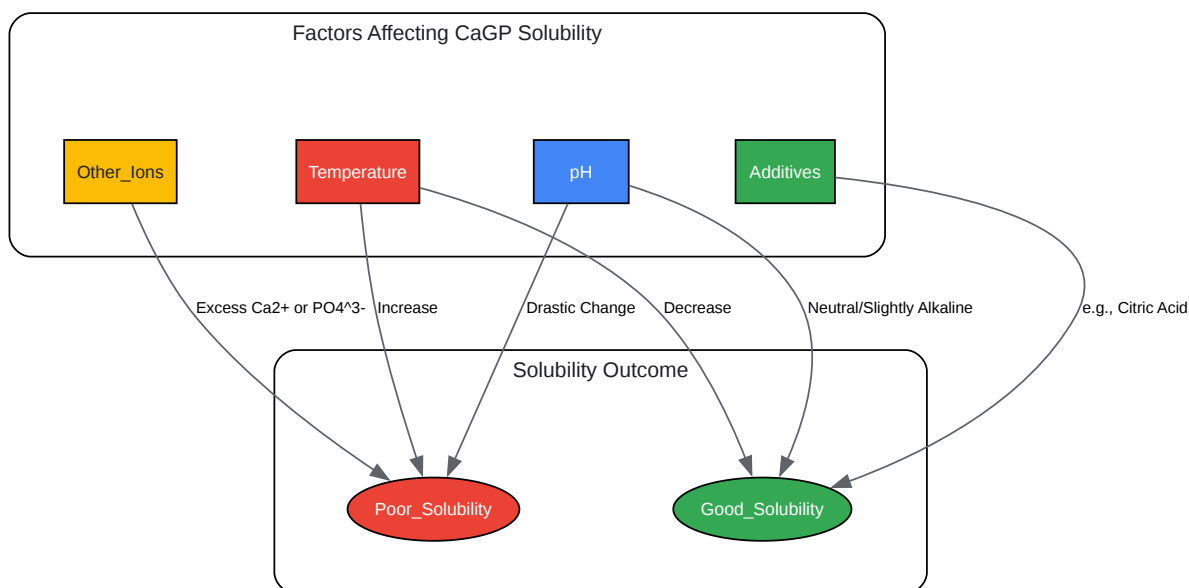 Factors Affecting CaGP Solubility
Other_Ions
Temperature
pH
Additives
Excess Ca2+ or PO4^3-
Increase
Drastic Change
Decrease
Neutral/Slightly Alkaline
e.g., Citric Acid
Solubility Outcome
Poor_Solubility
Good_Solubility